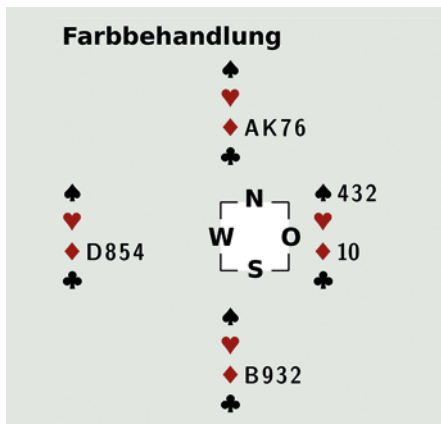 Farbbehandlung
♠
♥
♦ AK76
♣
♠
♥
♦ D854
♣
N
W O
S
♠ 432
♥
♦ 10
♣
♠
♥
♦ B932
♣